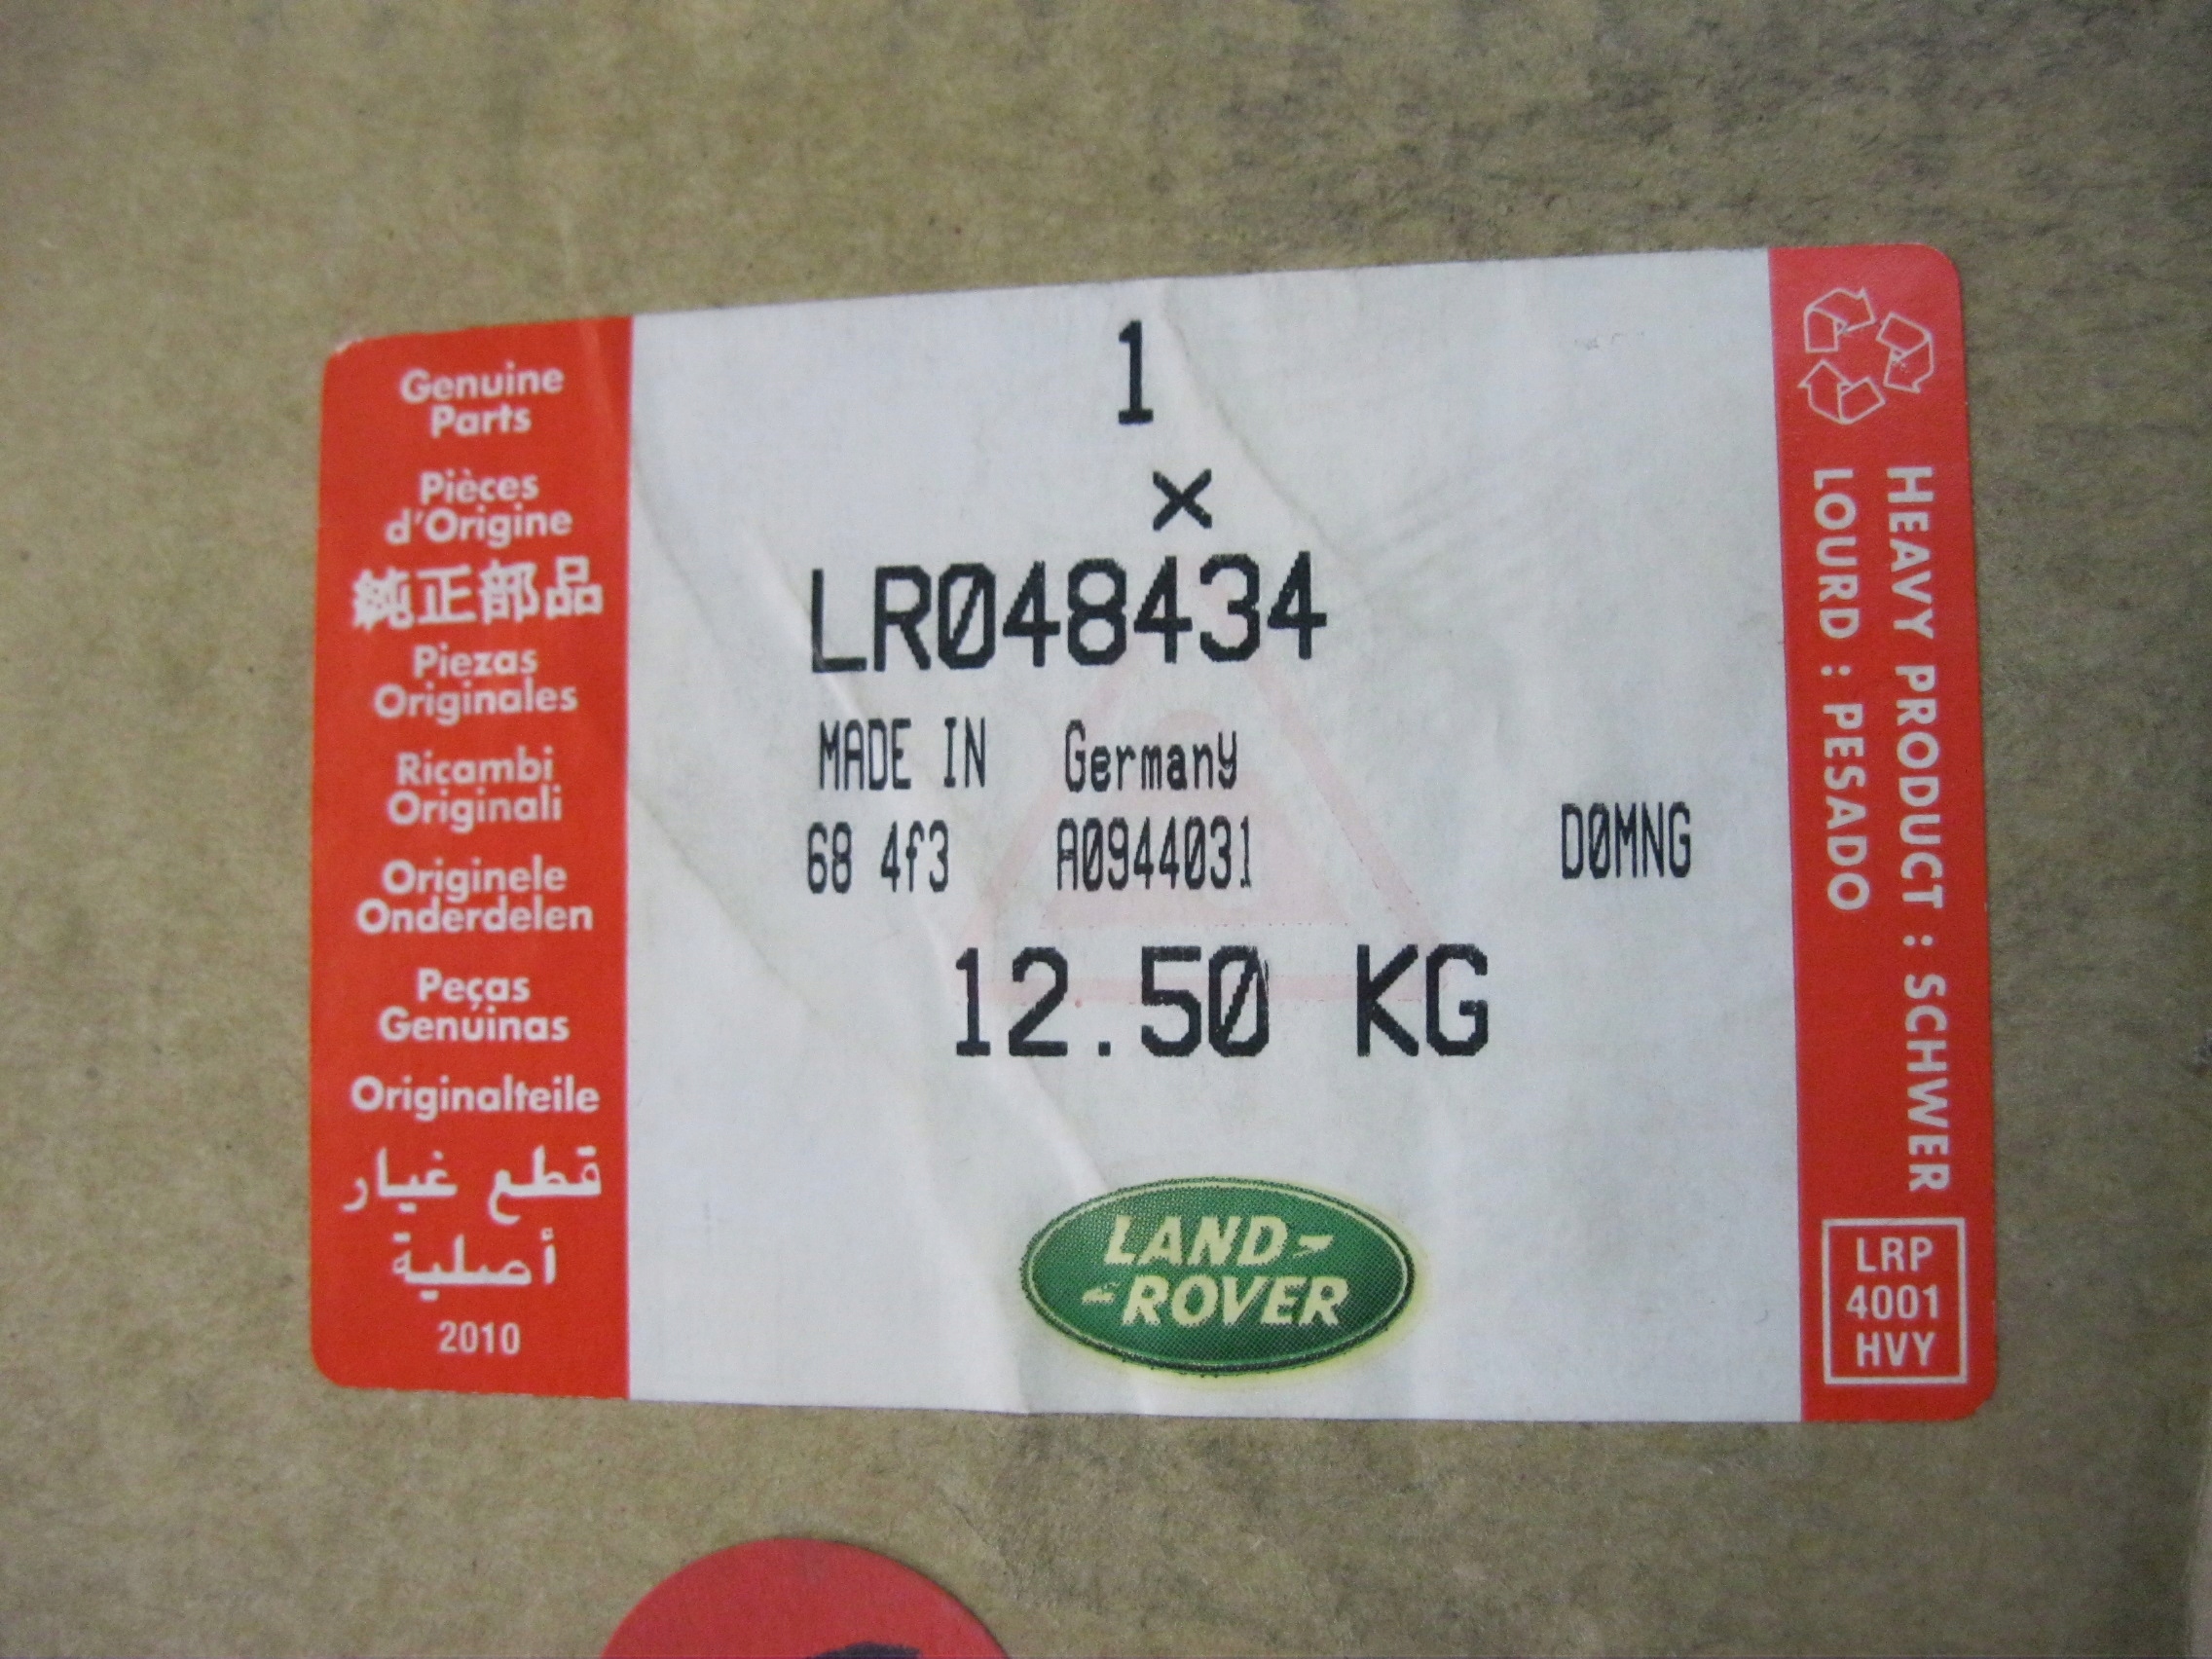 Genuine
Parts
Pièces
d'Origine
純正部品
Piezas
Originales
Ricambi
Originali
Originele
Onderdelen
Peças
Genuinas
Originalteile
قطع غيار
أصلية
2010
1
x
LR048434
MADE IN Germany
68 4f3 A0944031 D0MNG
12.50 KG
LAND-
-ROVER
HEAVY PRODUCT : SCHWER
LOURD : PESADO
LRP
4001
HVY